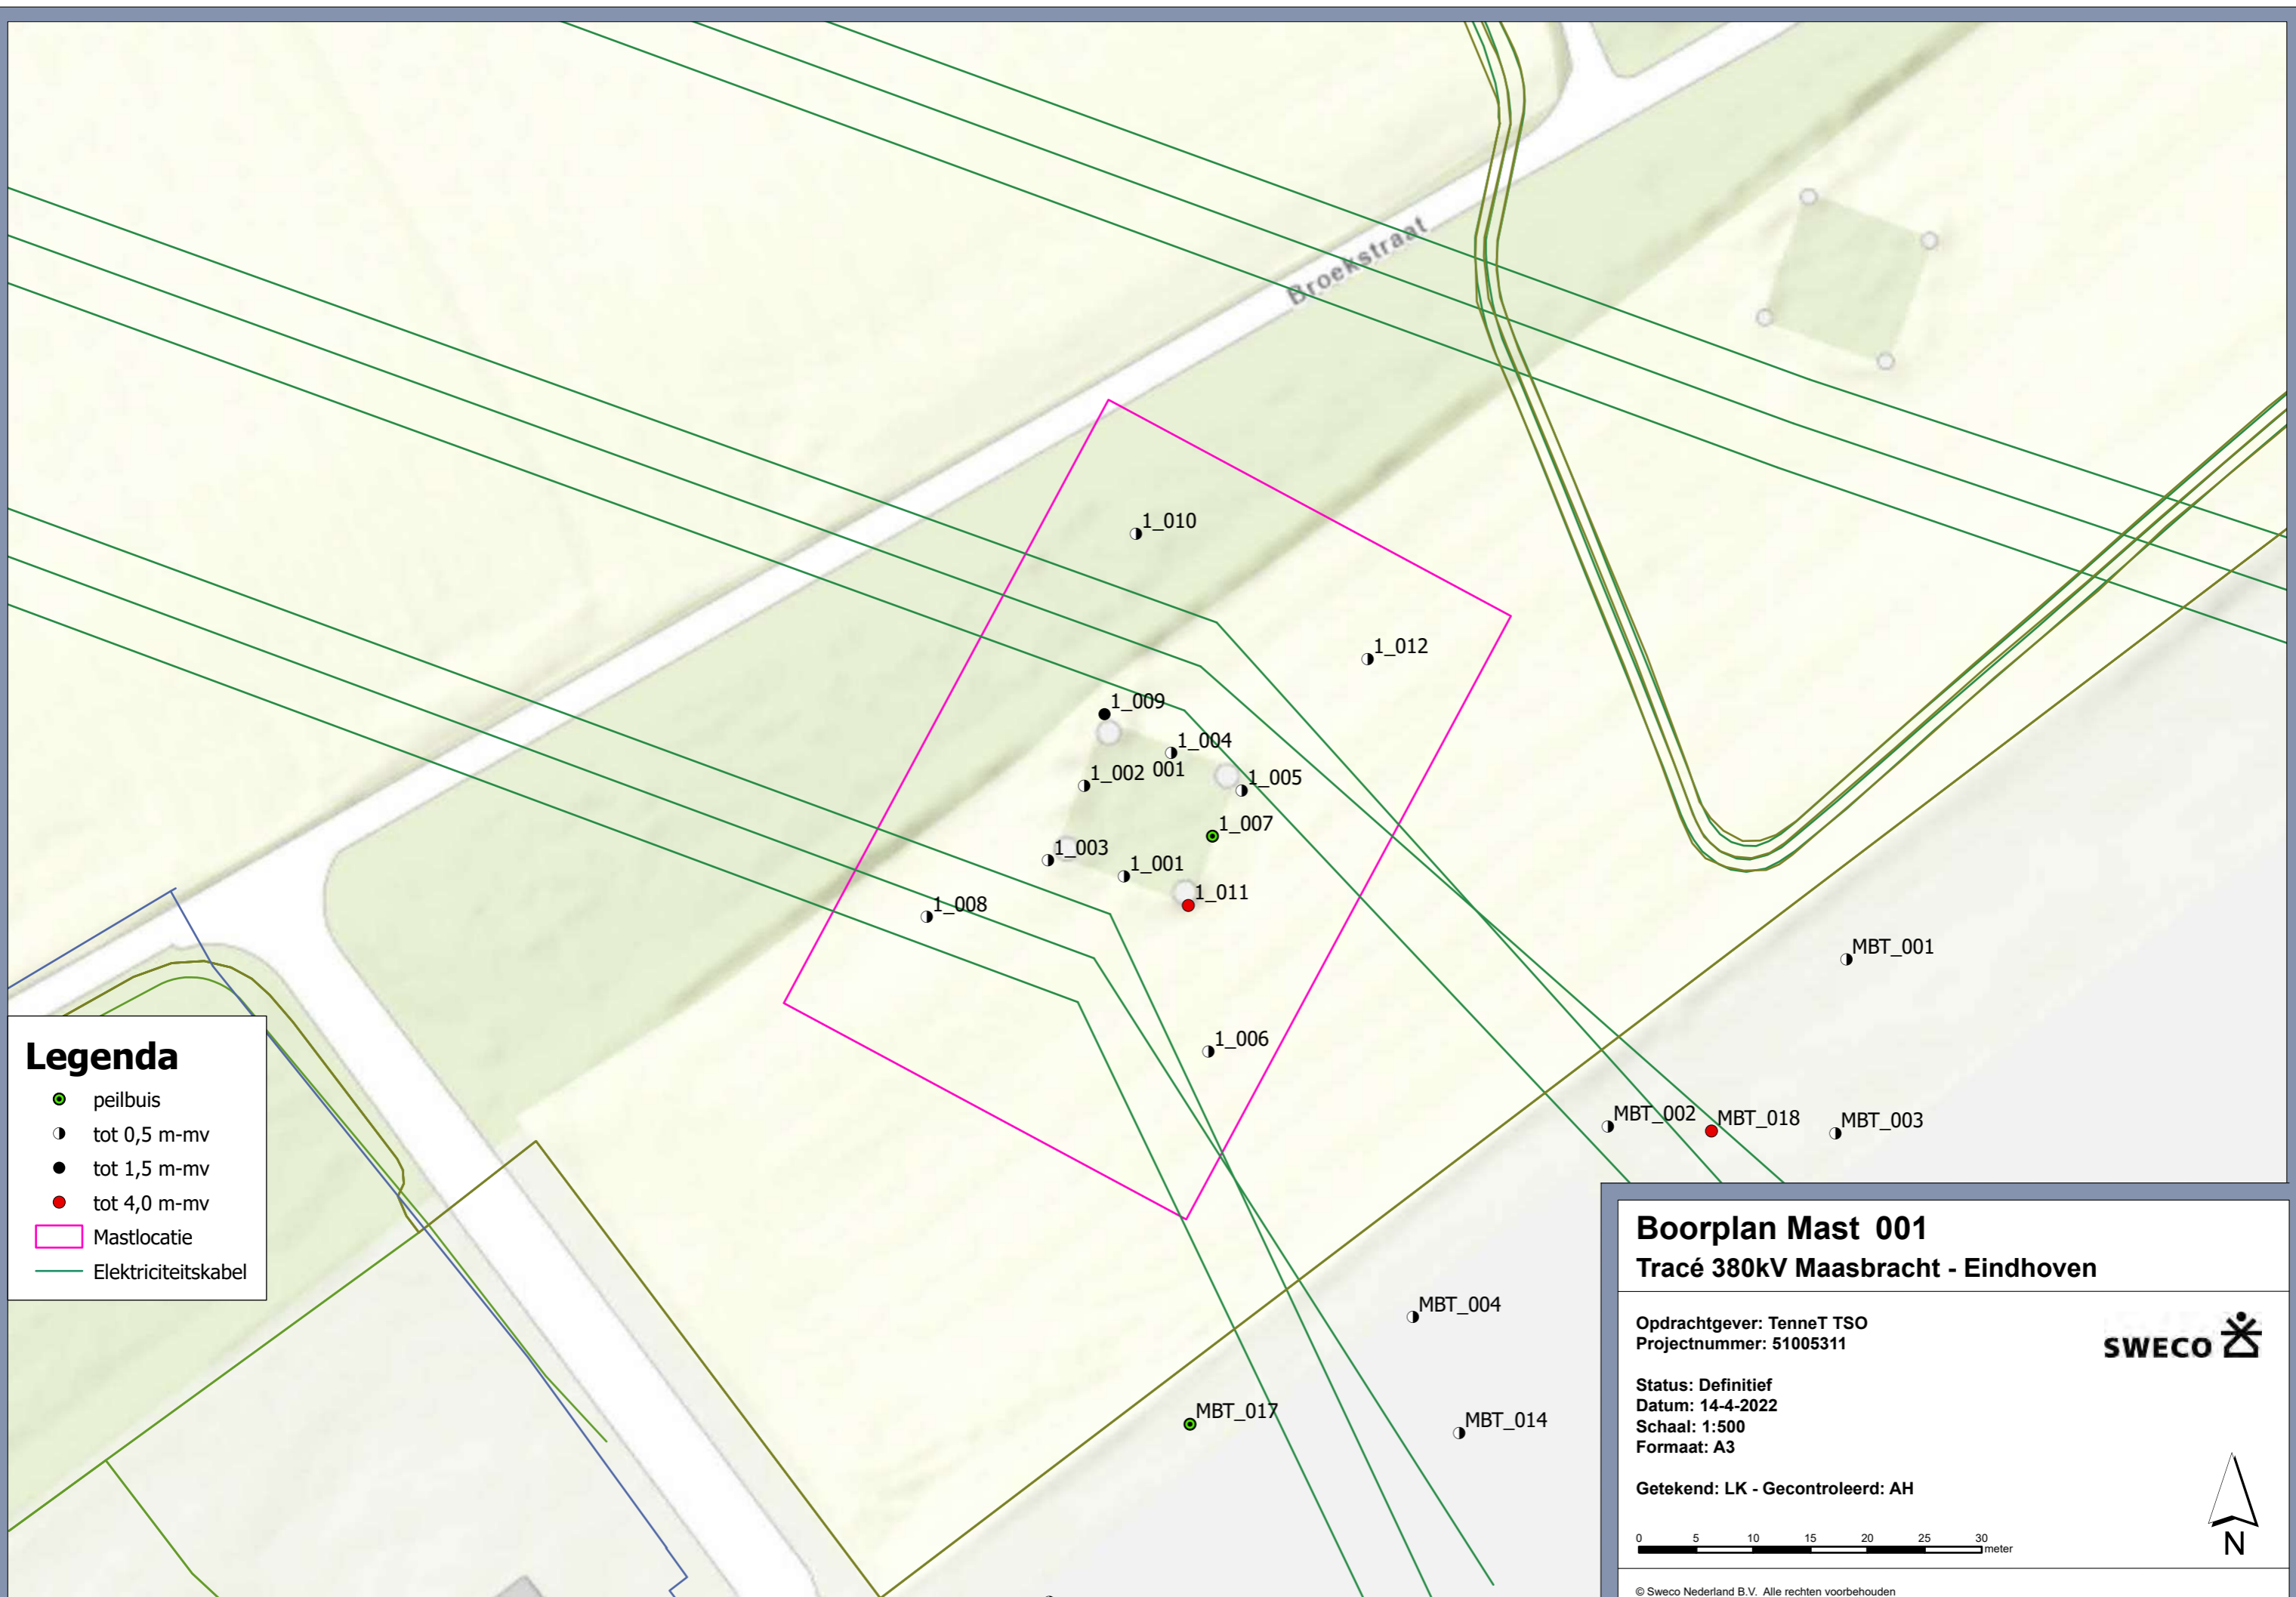 Broekstraat
1_010
1_012
1_009
1_004
1_002
001
1_005
1_007
1_003
1_001
1_011
1_008
MBT_001
1_006
MBT_002
MBT_018
MBT_003
MBT_004
MBT_017
MBT_014
Legenda
peilbuis
tot 0,5 m-mv
tot 1,5 m-mv
tot 4,0 m-mv
Mastlocatie
Elektriciteitskabel
Boorplan Mast 001
Tracé 380kV Maasbracht - Eindhoven
Opdrachtgever: TenneT TSO
Projectnummer: 51005311
SWECO
Status: Definitief
Datum: 14-4-2022
Schaal: 1:500
Formaat: A3
Getekend: LK - Gecontroleerd: AH
0 5 10 15 20 25 30
meter
N
© Sweco Nederland B.V. Alle rechten voorbehouden